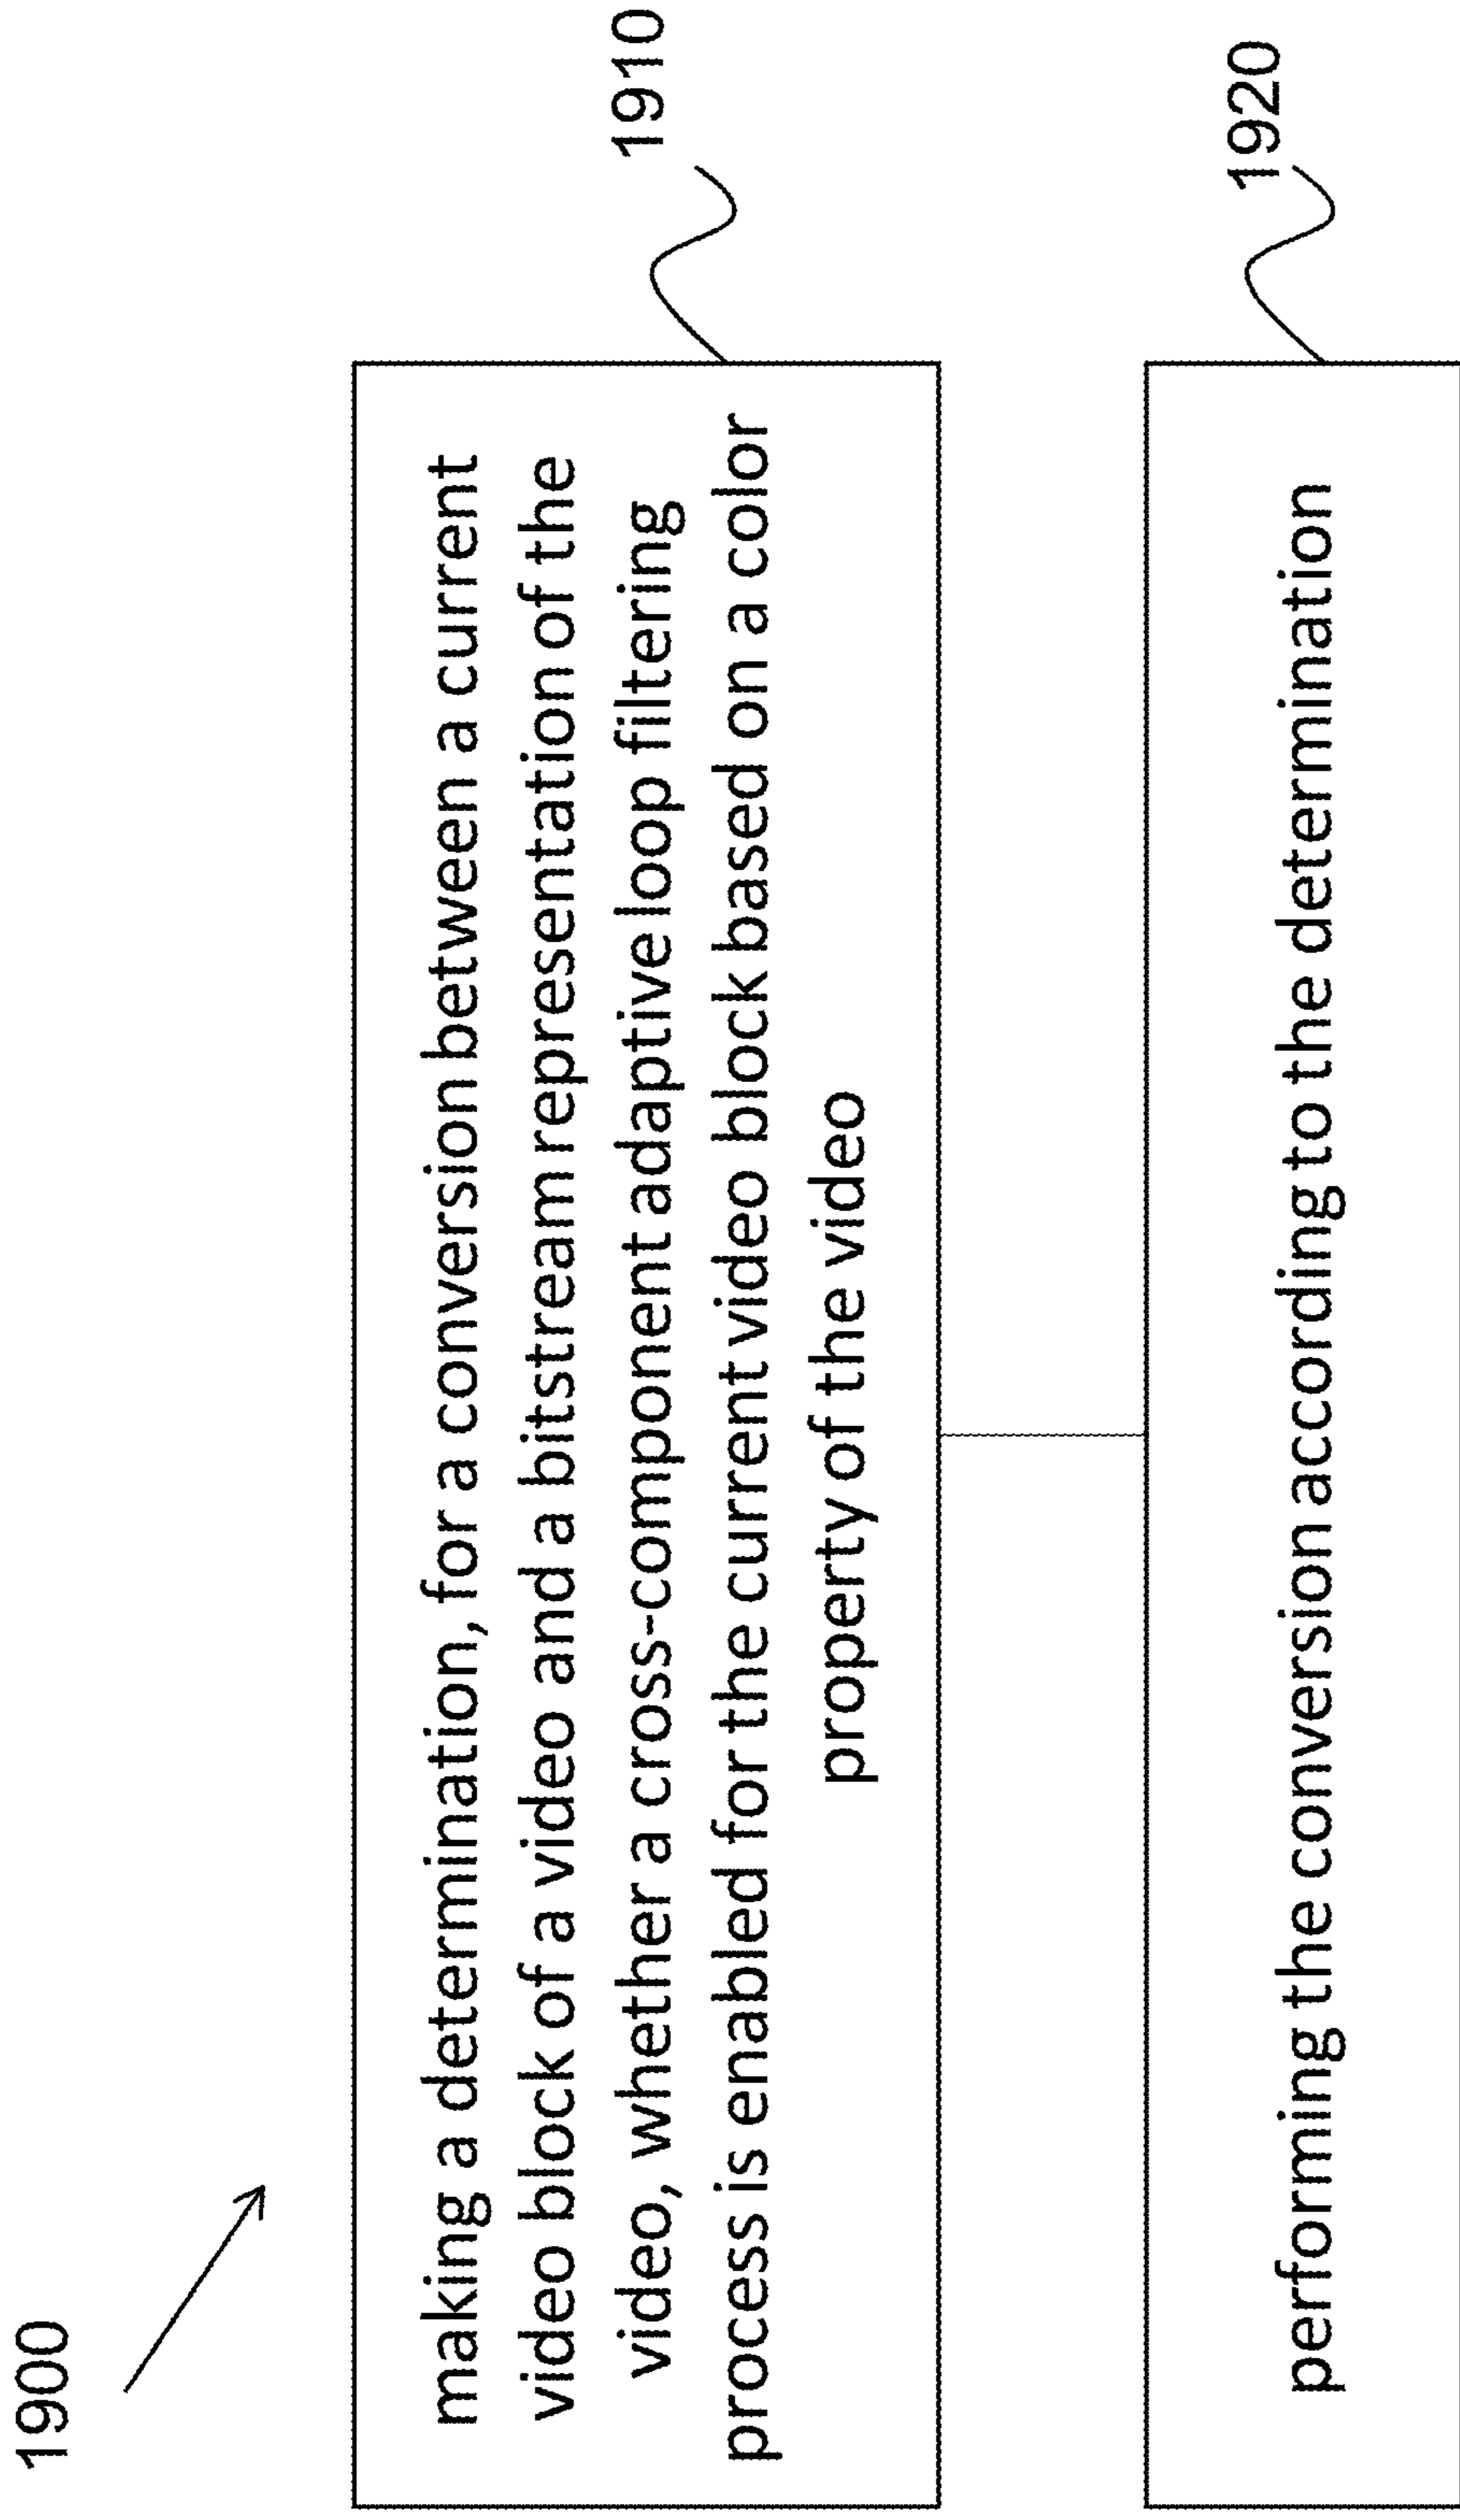 1900
making a determination, for a conversion between a current
video block of a video and a bitstream representation of the
video, whether a cross-component adaptive loop filtering
process is enabled for the current video block based on a color
property of the video
1910
performing the conversion according to the determination
1920